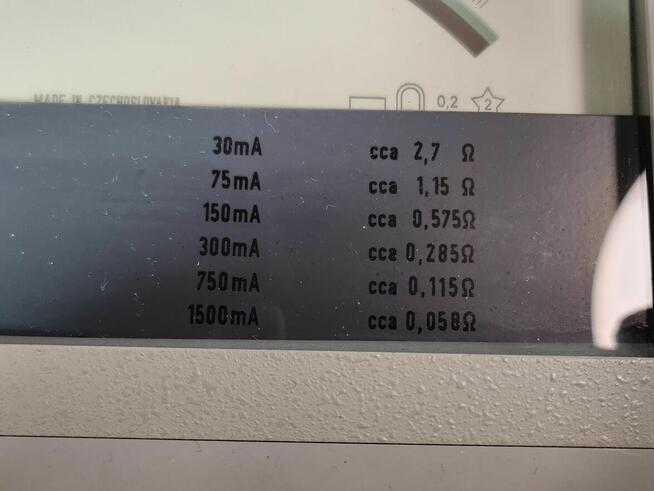 MADE IN CZECHOSLOVAKIA
0,2 2
30mA cca 2,7 Ω
75mA cca 1,15 Ω
150mA cca 0,575Ω
300mA cca 0,285Ω
750mA cca 0,115Ω
1500mA cca 0,058Ω